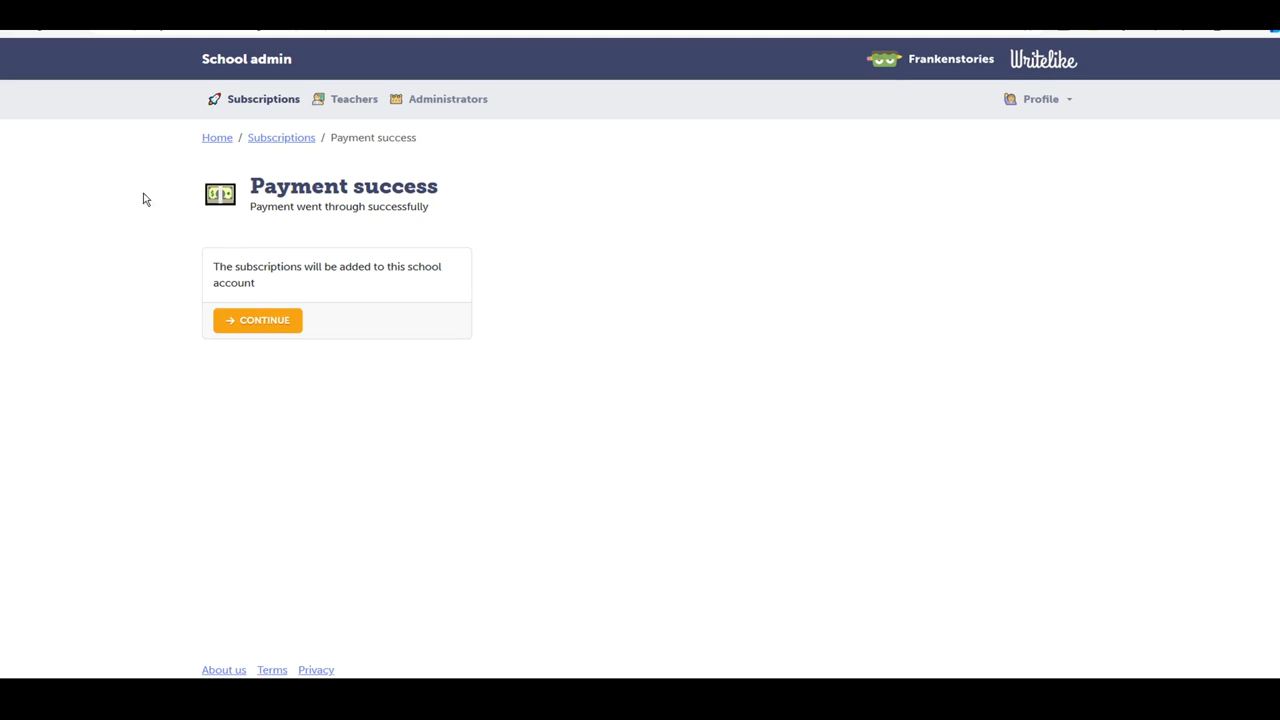 School admin
Frankenstories
Writelike
Subscriptions
Teachers
Administrators
Profile
Home / Subscriptions / Payment success
Payment success
Payment went through successfully
The subscriptions will be added to this school
account
→ CONTINUE
About us
Terms
Privacy